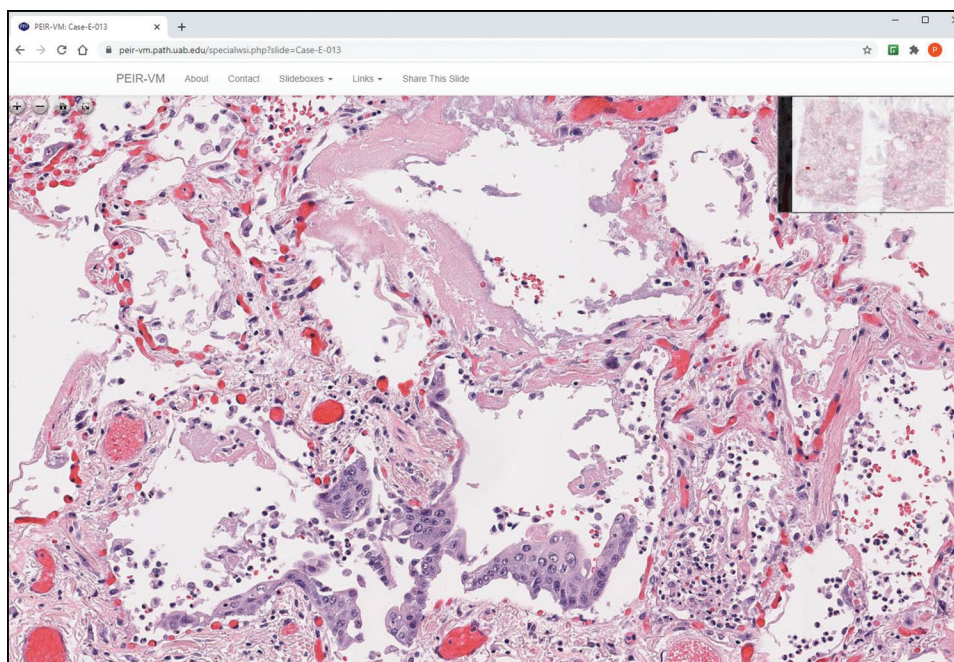 PEIR-VM: Case-E-013
peir-vm.path.uab.edu/specialwsi.php?slide=Case-E-013
P
PEIR-VM About Contact Slideboxes Links Share This Slide